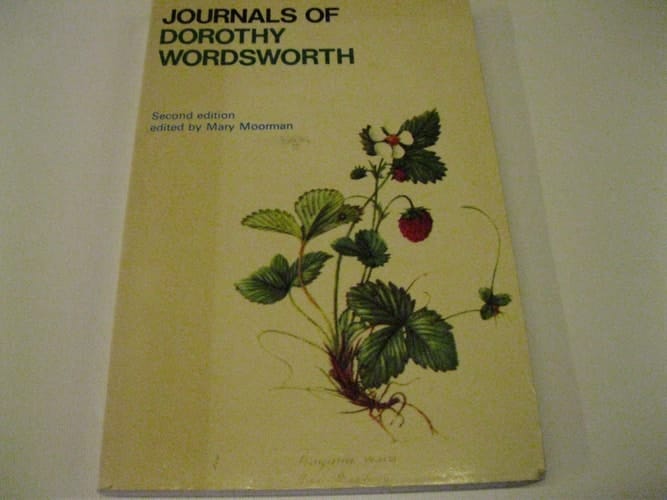 JOURNALS OF
DOROTHY
WORDSWORTH
Second edition
edited by Mary Moorman